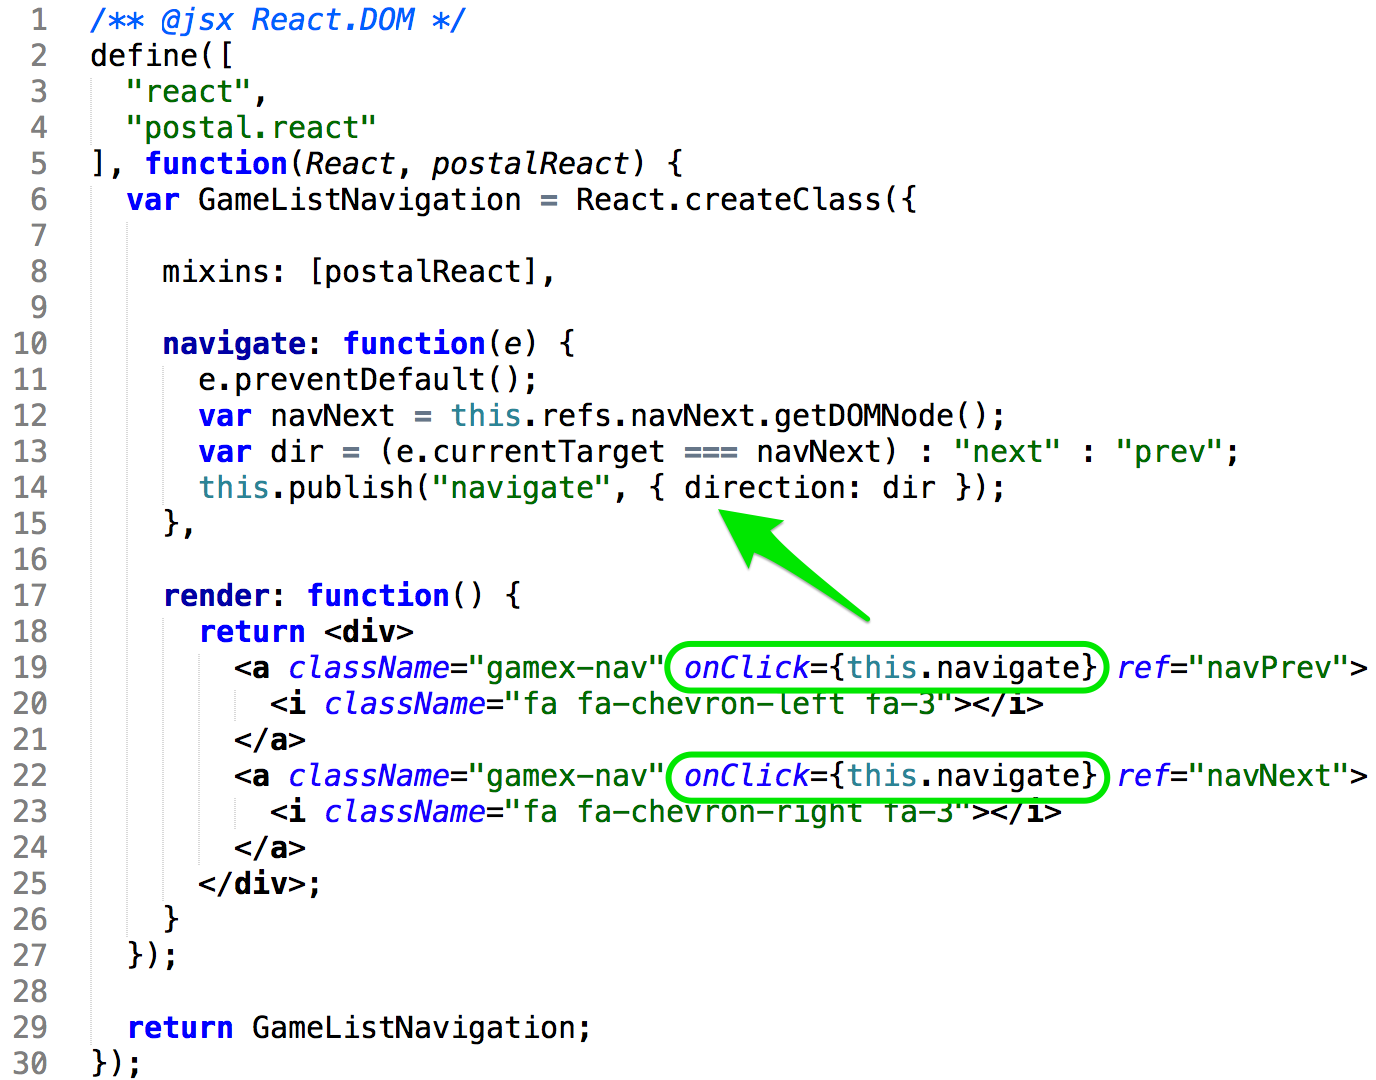 1 /** @jsx React.DOM */
2 define([
3   "react",
4   "postal.react"
5 ], function(React, postalReact) {
6   var GameListNavigation = React.createClass({
7
8     mixins: [postalReact],
9
10     navigate: function(e) {
11       e.preventDefault();
12       var navNext = this.refs.navNext.getDOMNode();
13       var dir = (e.currentTarget === navNext) : "next" : "prev";
14       this.publish("navigate", { direction: dir });
15     },
16
17     render: function() {
18       return <div>
19         <a className="gamex-nav" onClick={this.navigate} ref="navPrev">
20           <i className="fa fa-chevron-left fa-3"></i>
21         </a>
22         <a className="gamex-nav" onClick={this.navigate} ref="navNext">
23           <i className="fa fa-chevron-right fa-3"></i>
24         </a>
25       </div>;
26     }
27   });
28
29   return GameListNavigation;
30 });